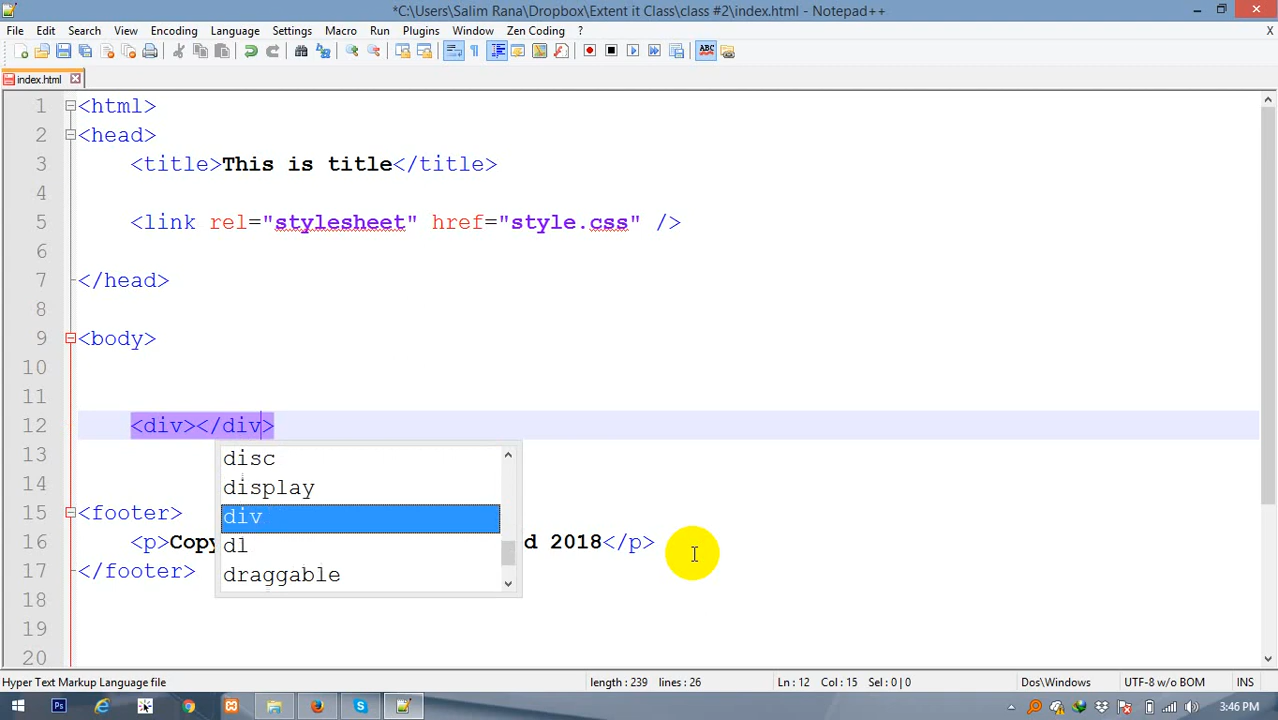 *C:\Users\Salim Rana\Dropbox\Extent it Class\class #2\index.html - Notepad++
File Edit Search View Encoding Language Settings Macro Run Plugins Window Zen Coding ? X
index.html
1 <html>
2 <head>
3 <title>This is title</title>
4
5 <link rel="stylesheet" href="style.css" />
6
7 </head>
8
9 <body>
10
11
12 <div></div>
13 disc
14 display
15 <footer> div
16 <p>Copy d 2018</p>
dl
17 </footer> draggable
18
19
20
Hyper Text Markup Language file length : 239 lines : 26 Ln : 12 Col : 15 Sel : 0 | 0 Dos\Windows UTF-8 w/o BOM INS
3:46 PM